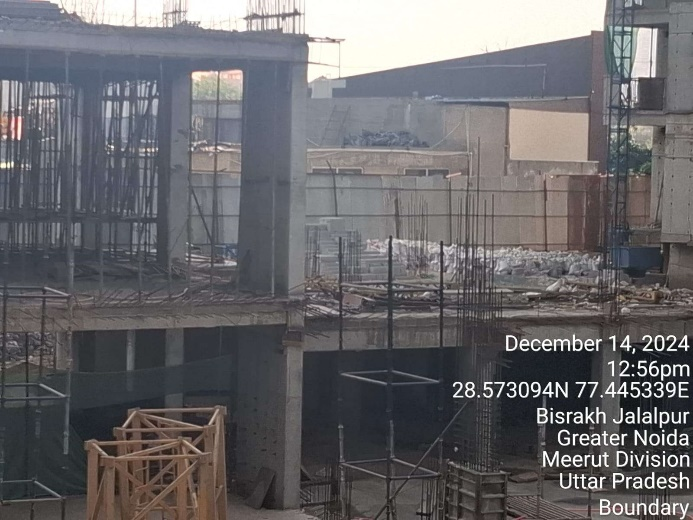 December 14, 2024
12:56pm
28.573094N 77.445339E
Bisrakh Jalalpur
Greater Noida
Meerut Division
Uttar Pradesh
Boundary